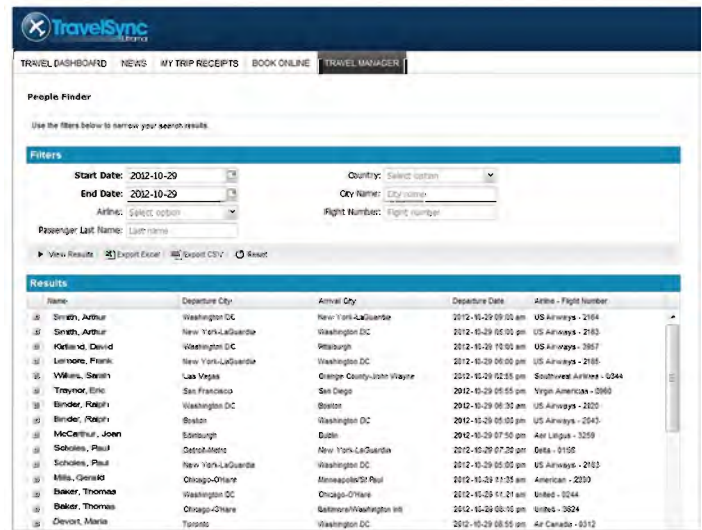 TravelSync
TRAVEL DASHBOARD NEWS MY TRIP RECEIPTS BOOK ONLINE TRAVEL MANAGER
People Finder
Use the filters below to narrow your search results.
Filters
Start Date: 2012-10-29 Country: Select option
End Date: 2012-10-29 City Name: City name
Airline: Select option Flight Number: Flight number
Passenger Last Name: Last name
View Results Export Excel Export CSV Reset
Results
Name Departure City Arrival City Departure Date Airline - Flight Number
Smith, Arthur Washington DC New York-LaGuardia 2012-10-29 09:00 am US Airways - 2164
Smith, Arthur New York-LaGuardia Washington DC 2012-10-29 05:00 pm US Airways - 2183
Kirtland, David Washington DC Pittsburgh 2012-10-29 10:00 am US Airways - 3957
Lemore, Frank New York-LaGuardia Washington DC 2012-10-29 06:00 pm US Airways - 2185
Wilkes, Sarah Las Vegas Orange County-John Wayne 2012-10-29 02:55 pm Southwest Airlines - 0344
Traynor, Eric San Francisco San Diego 2012-10-29 05:55 pm Virgin Americas - 0960
Binder, Ralph Washington DC Boston 2012-10-29 06:30 am US Airways - 2120
Binder, Ralph Boston Washington DC 2012-10-29 05:00 pm US Airways - 2043
McCarthur, Joan Edinburgh Dublin 2012-10-29 07:50 pm Aer Lingus - 3259
Scholes, Paul Detroit-Metro New York-LaGuardia 2012-10-29 07:20 pm Delta
Scholes, Paul New York-LaGuardia Washington DC 2012-10-29 05:00 pm US Airways - 2183
Mills, Gerald Chicago-O'Hare Minneapolis/St Paul 2012-10-29 11:35 am American
Baker, Thomas Washington DC Chicago-O'Hare 2012-10-29 11:21 am United - 0244
Baker, Thomas Chicago-O'Hare Baltimore/Washington Intl 2012-10-29 pm United - 3624
Devort, Maria Toronto Washington DC 2012-10-29 08:55 pm Air Canada - 0312